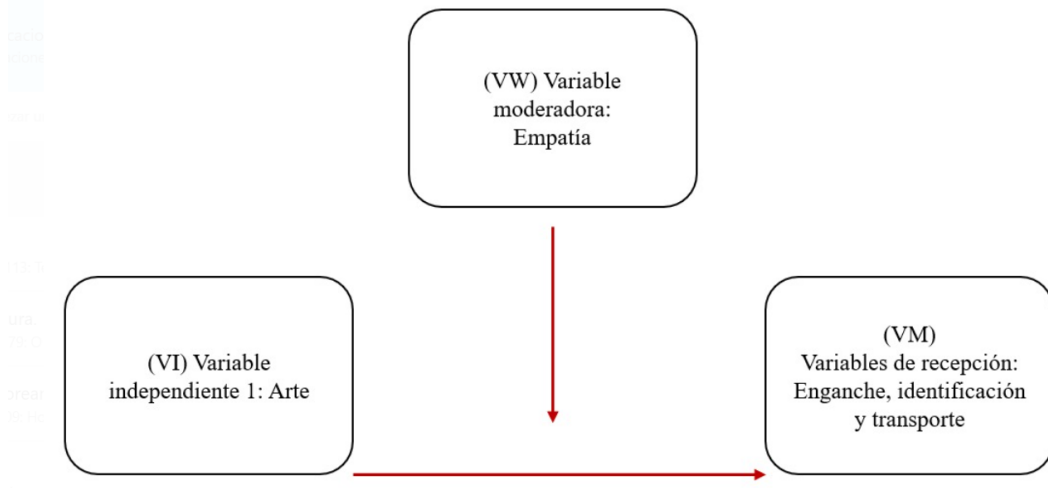 (VW) Variable
moderadora:
Empatía
(VI) Variable
independiente 1: Arte
(VM)
Variables de recepción:
Enganche, identificación
y transporte